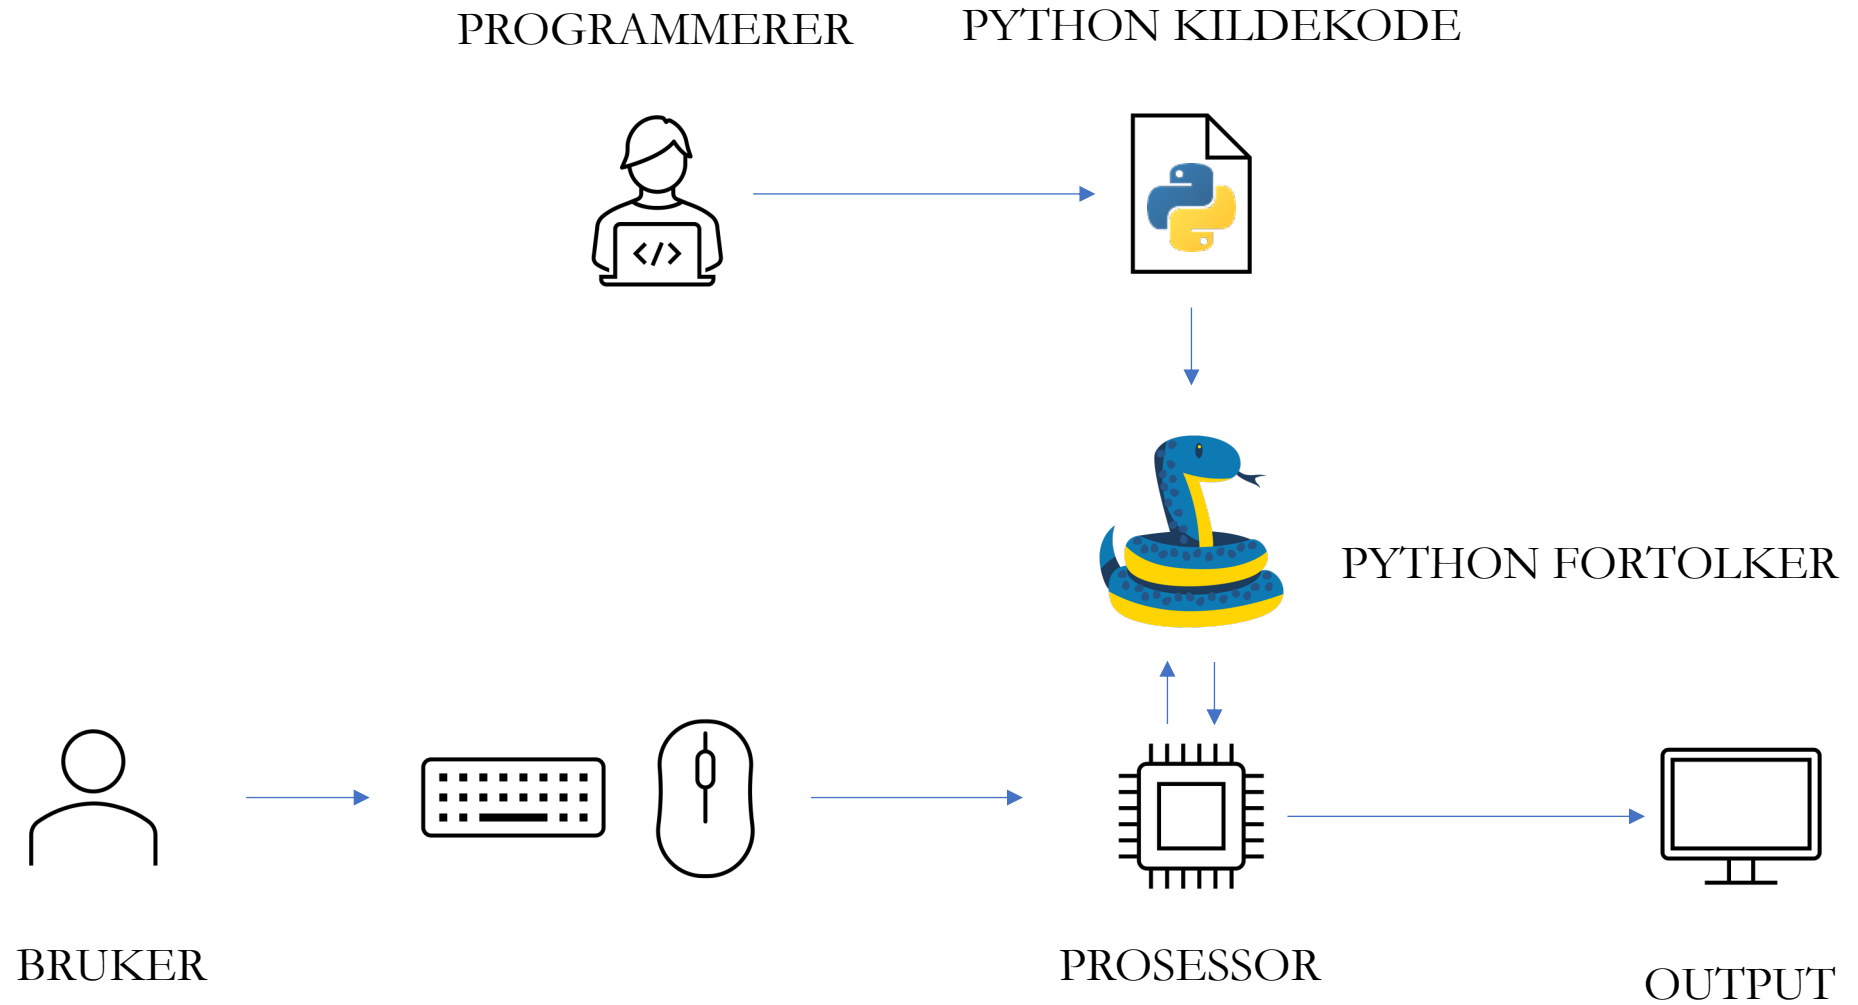 PROGRAMMERER
PYTHON KILDEKODE
</>
PYTHON FORTOLKER
BRUKER
PROSESSOR
OUTPUT